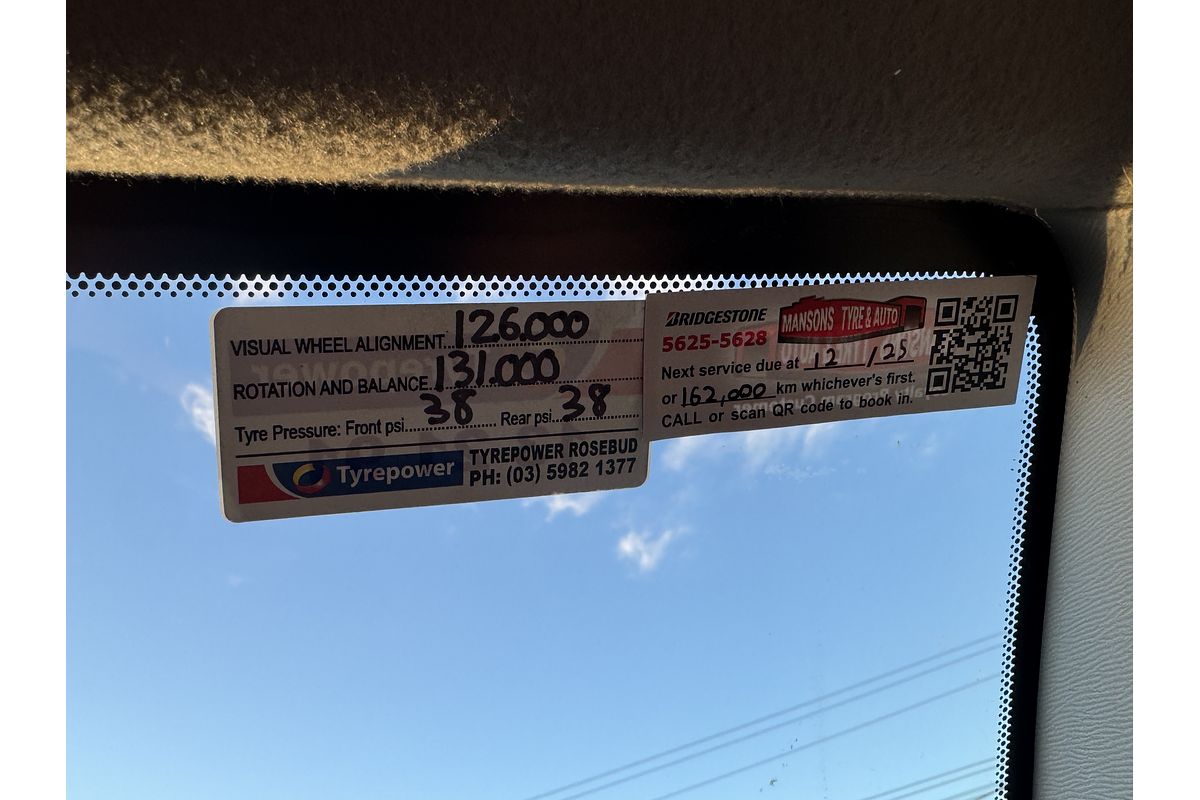 VISUAL WHEEL ALIGNMENT 126.000
ROTATION AND BALANCE 131.000
Tyre Pressure: Front psi 38 Rear psi 38
Tyrepower
TYREPOWER ROSEBUD
PH: (03) 5982 1377
BRIDGESTONE
5625-5628
MANSONS TYRE & AUTO
Next service due at 12 / 25
or 162,000 km whichever's first.
CALL or scan QR code to book in.